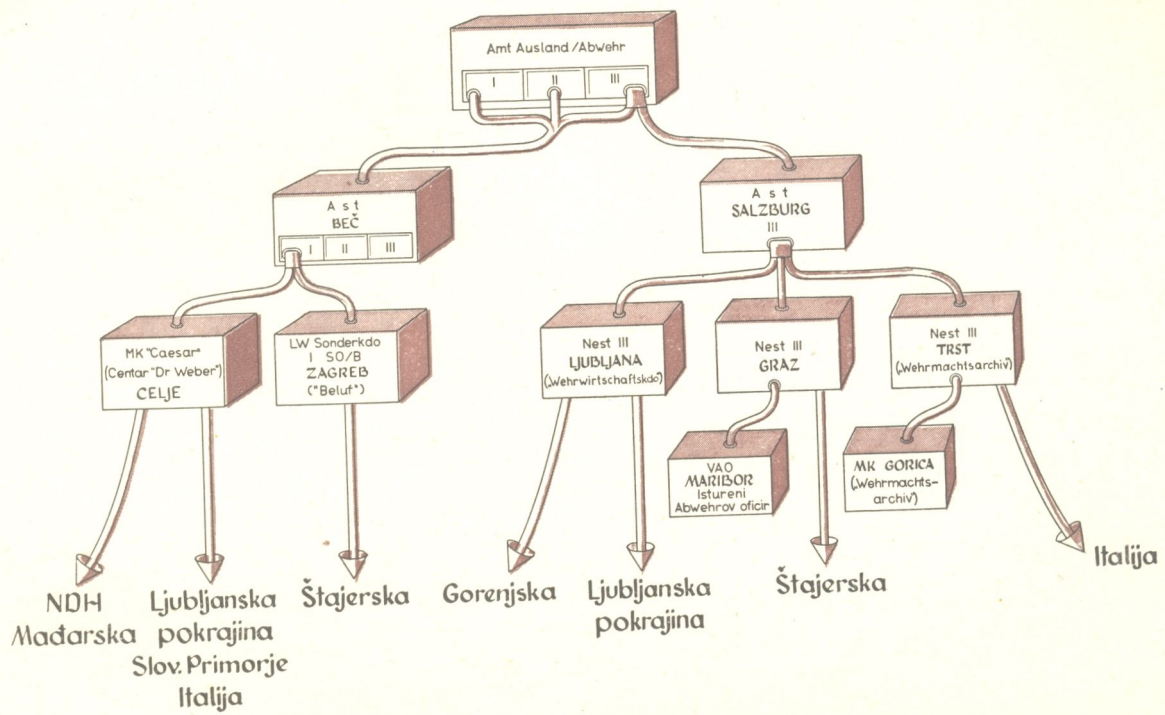 Amt Ausland/Abwehr
I II III
A s t
BEČ
I II III
A s t
SALZBURG
III
MK "Caesar"
(Centar "Dr Weber")
CELJE
LW Sonderkdo
I SO/B
ZAGREB
("Beluf")
Nest III
LJUBLJANA
(„Wehrwirtschaftskdo")
Nest III
GRAZ
Nest III
TRST
(„Wehrmachtsarchiv")
VAO
MARIBOR
Istureni
Abwehrov oficir
MK GORICA
(„Wehrmachts-
archiv")
NDH
Mađarska
Ljubljanska
pokrajina
Slov. Primorje
Italija
Štajerska
Gorenjska
Ljubljanska
pokrajina
Štajerska
Italija